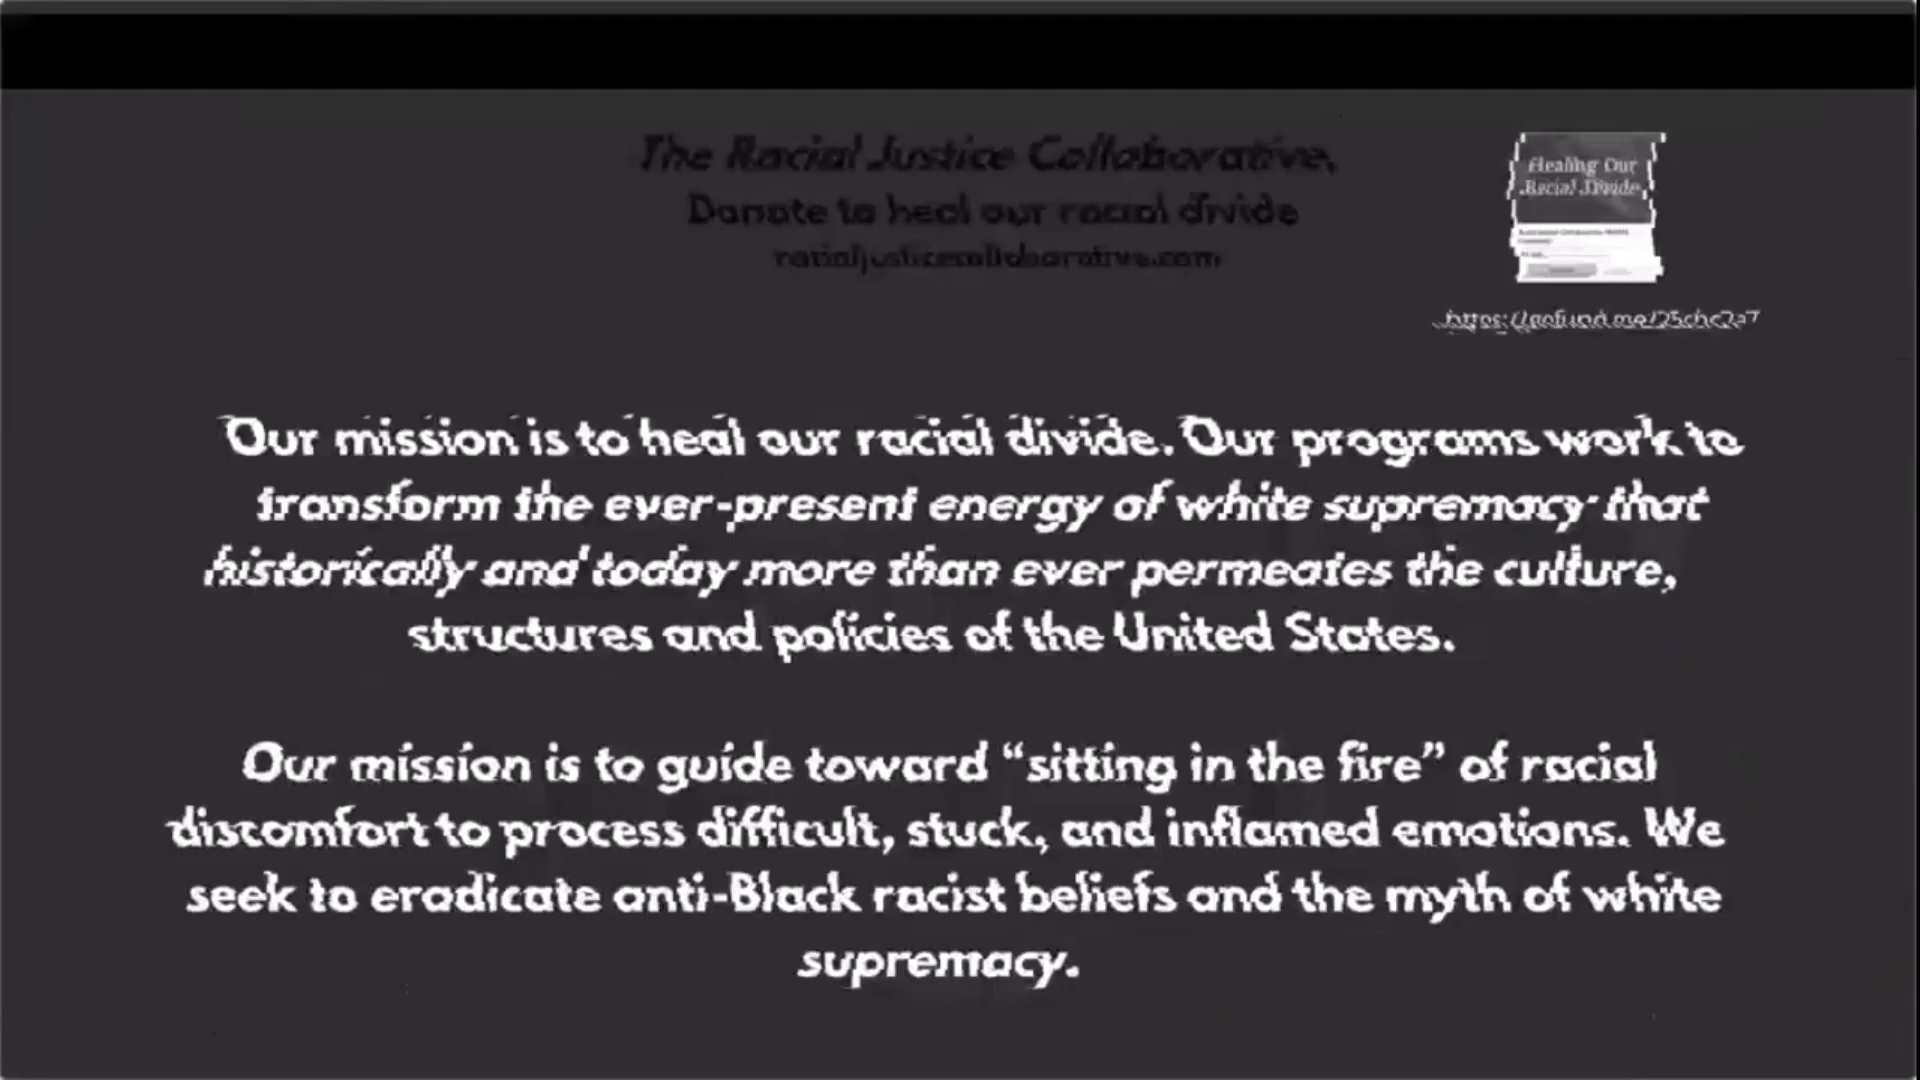 The Racial Justice Collaborative,
Donate to heal our racial divide
racialjusticecollaborative.com
Healing Our
Racial Divide
Our mission is to heal our racial divide. Our programs work to
transform the ever-present energy of white supremacy that
historically and today more than ever permeates the culture,
structures and policies of the United States.
Our mission is to guide toward “sitting in the fire” of racial
discomfort to process difficult, stuck, and inflamed emotions. We
seek to eradicate anti-Black racist beliefs and the myth of white
supremacy.